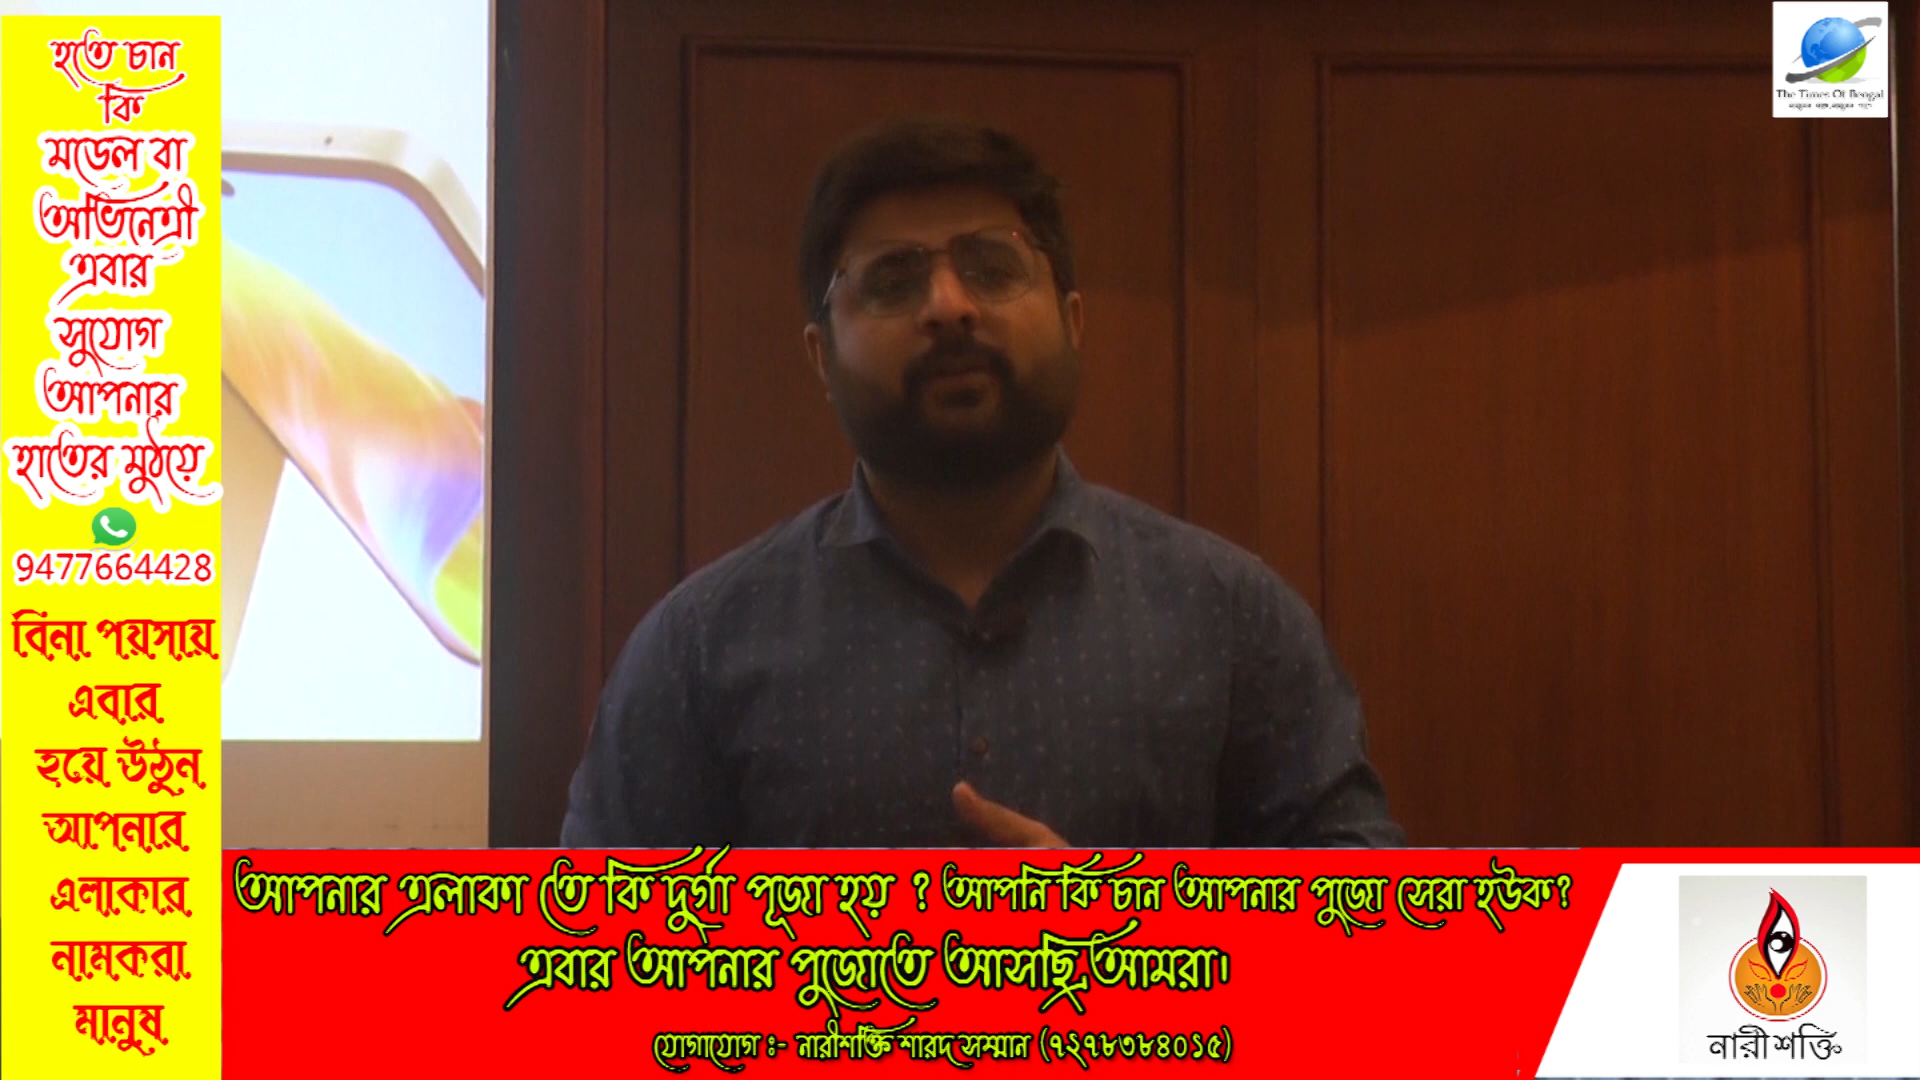 হতে চান
কি
মডেল বা
অভিনেত্রী
এবার
সুযোগ
আপনার
হাতের মুঠয়ে
9477664428
বিনা পয়সায়
এবার
হয়ে উঠুন
আপনার
এলাকার
নামকরা
মানুষ
The Times Of Bengal
আপনার এলাকা তে কি দুর্গা পূজা হয় ? আপনি কি চান আপনার পুজো সেরা হউক?
এবার আপনার পুজোতে আসছি আমরা।
যোগাযোগ ঃ- নারীশক্তি শারদ সম্মান (৭২৭৮৩৮৪০১৫)
নারী শক্তি